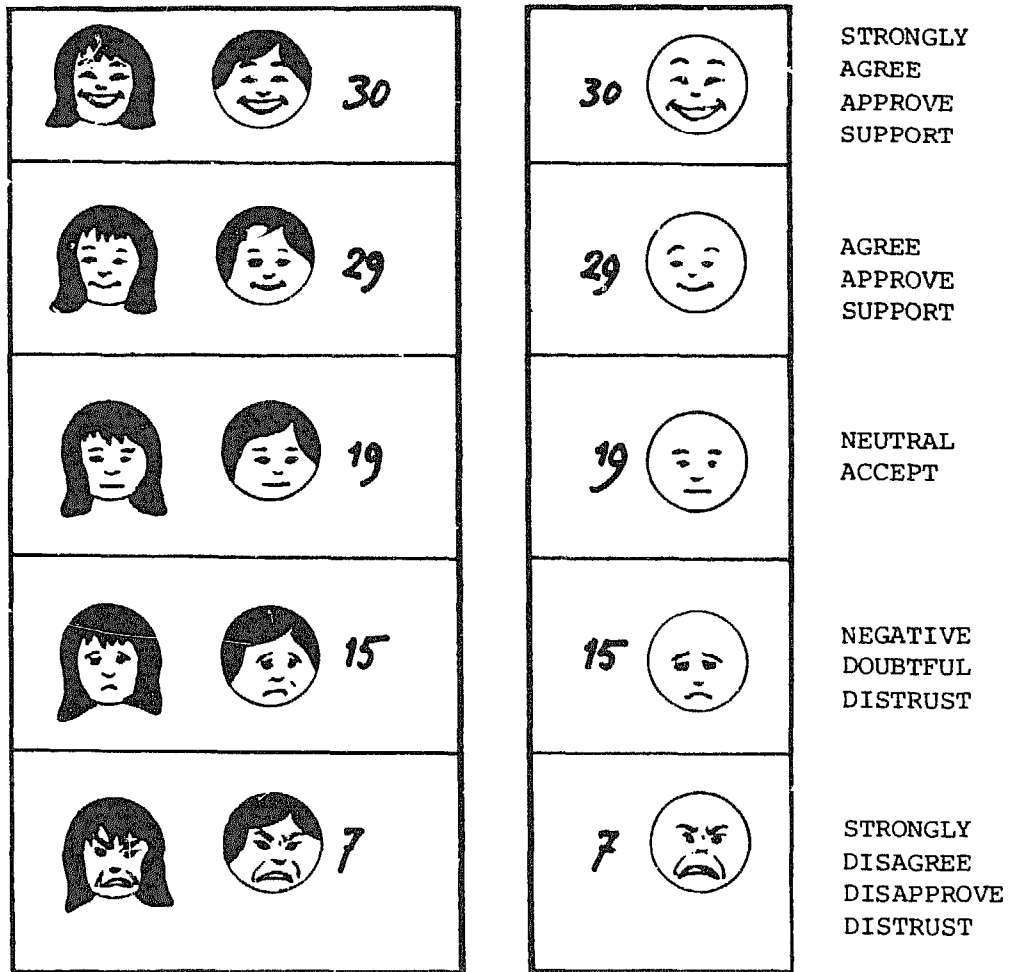 30 30 STRONGLY
AGREE
APPROVE
SUPPORT
29 29 AGREE
APPROVE
SUPPORT
19 19 NEUTRAL
ACCEPT
15 15 NEGATIVE
DOUBTFUL
DISTRUST
7 7 STRONGLY
DISAGREE
DISAPPROVE
DISTRUST